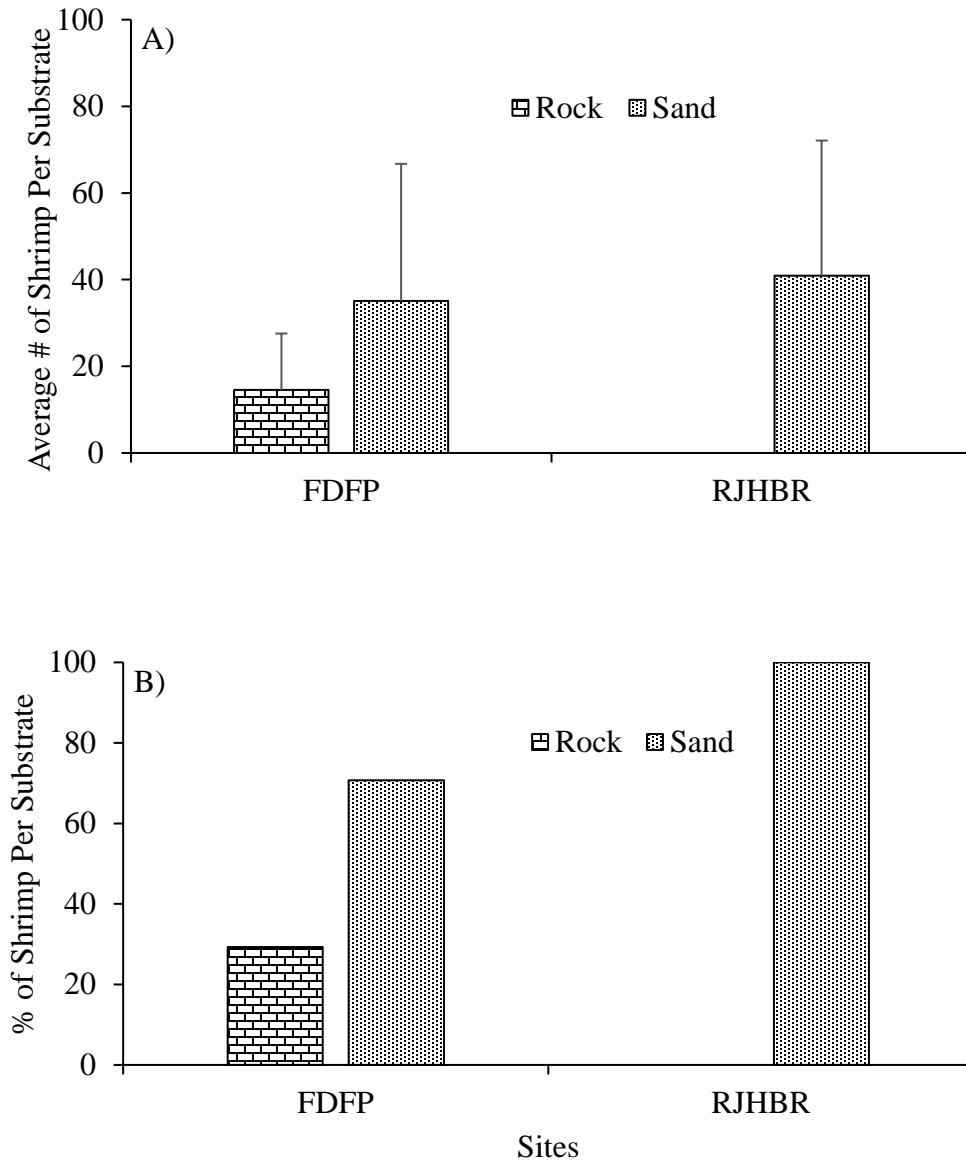 A)
Average # of Shrimp Per Substrate
100
80
60
40
20
0
Rock Sand
FDFP RJHBR
B)
% of Shrimp Per Substrate
100
80
60
40
20
0
Rock Sand
FDFP RJHBR
Sites